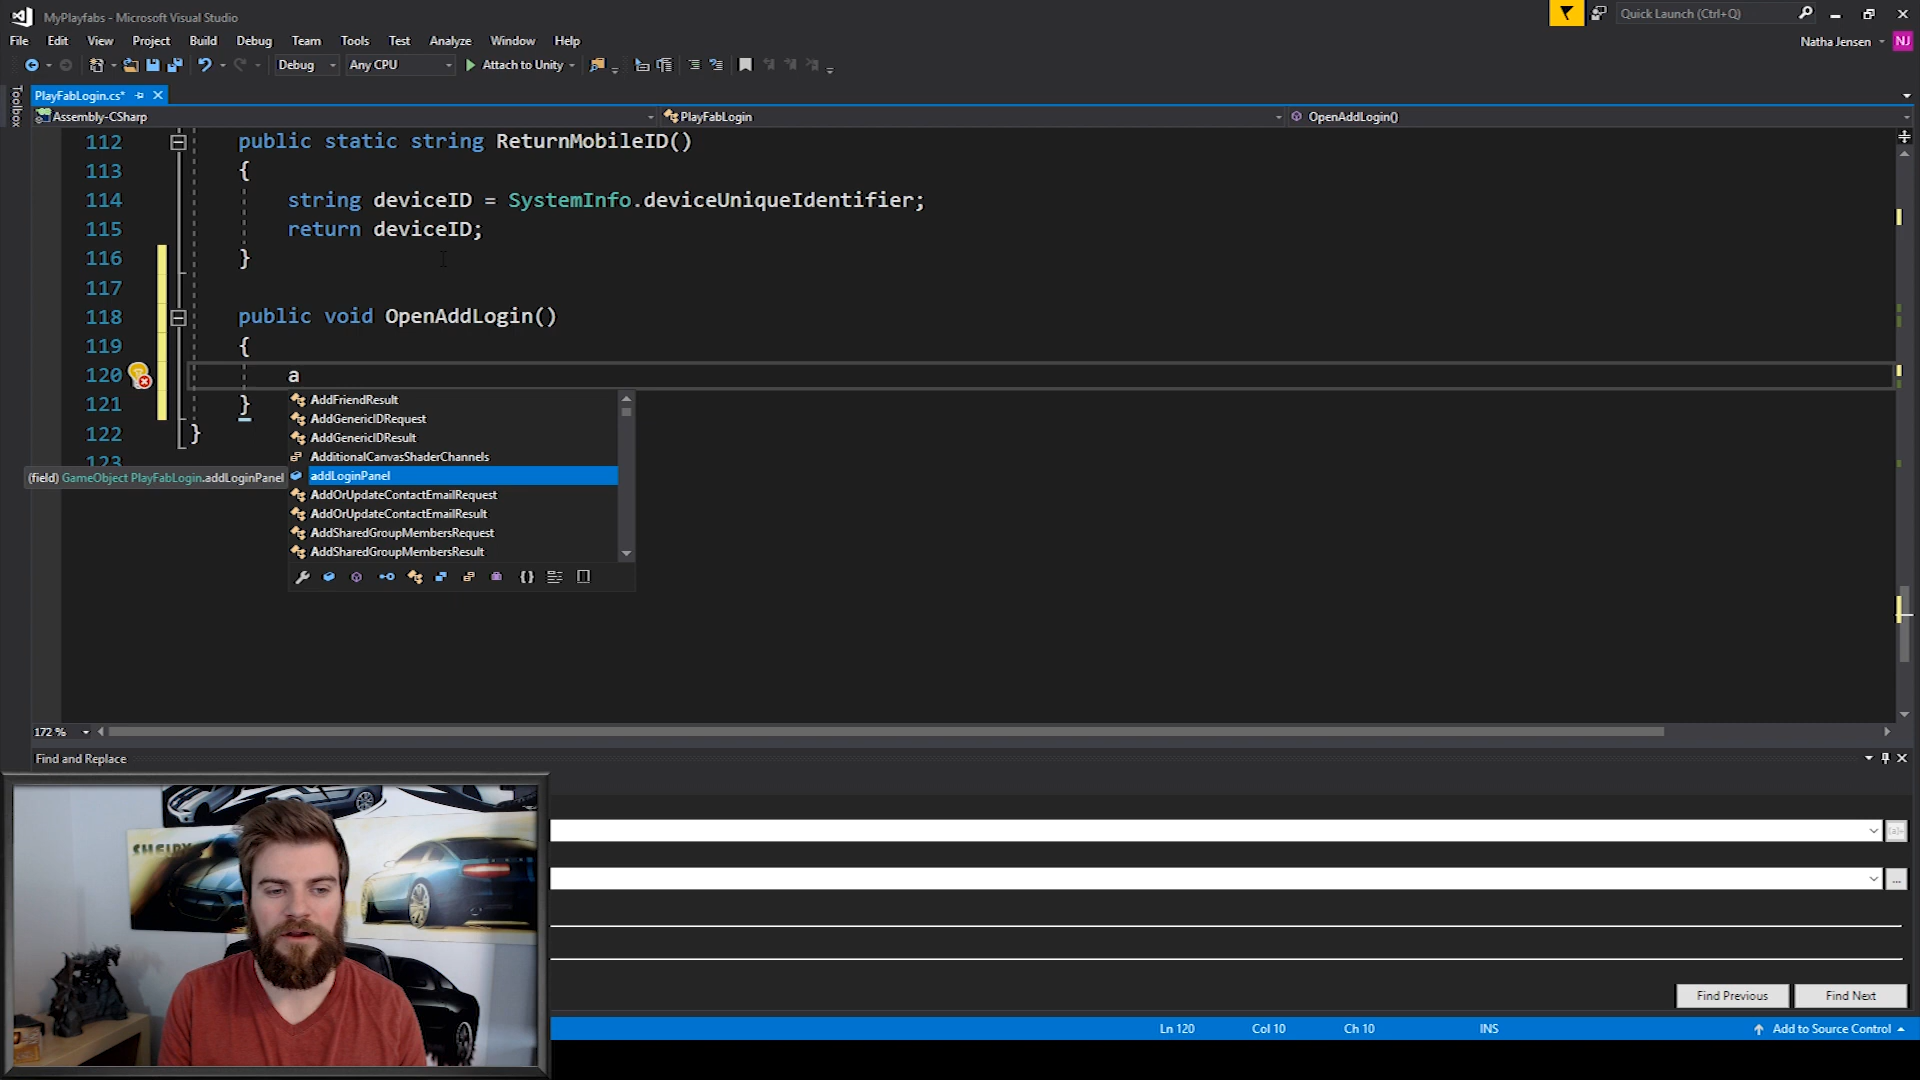 MyPlayfabs - Microsoft Visual Studio
Quick Launch (Ctrl+Q)
File Edit View Project Build Debug Team Tools Test Analyze Window Help
Natha Jensen NJ
Debug Any CPU Attach to Unity
Toolbox
PlayFabLogin.cs*
Assembly-CSharp PlayFabLogin OpenAddLogin()
112 public static string ReturnMobileID()
113 {
114 string deviceID = SystemInfo.deviceUniqueIdentifier;
115 return deviceID;
116 }
117
118 public void OpenAddLogin()
119 {
120 a
AddFriendResult
121 }
AddGenericIDRequest
122 }
AddGenericIDResult
AdditionalCanvasShaderChannels
123
(field) GameObject PlayFabLogin.addLoginPanel
addLoginPanel
AddOrUpdateContactEmailRequest
AddOrUpdateContactEmailResult
AddSharedGroupMembersRequest
AddSharedGroupMembersResult
172 %
Find and Replace
SHELBY
Find Previous Find Next
Ln 120 Col 10 Ch 10 INS Add to Source Control